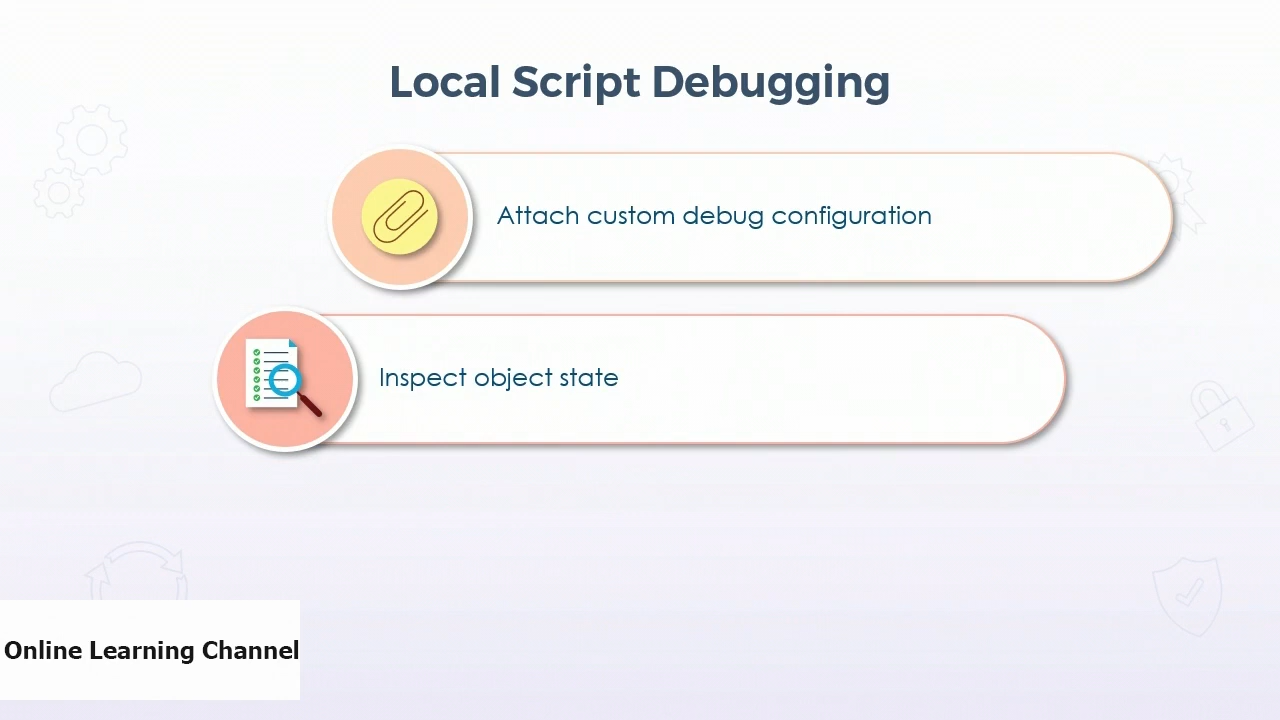 Local Script Debugging
Attach custom debug configuration
Inspect object state
Online Learning Channel